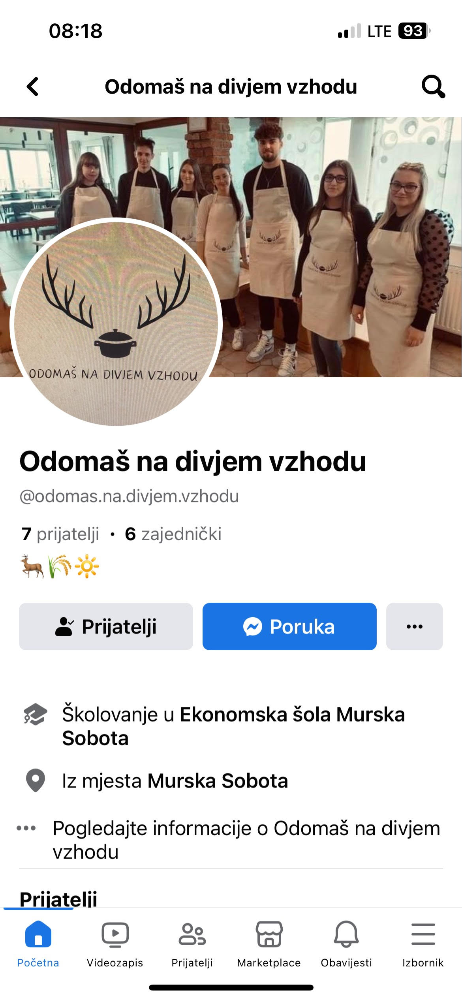 08:18
LTE 93
Odomaš na divjem vzhodu
ODOMAŠ NA DIVJEM VZHODU
Odomaš na divjem vzhodu
@odomas.na.divjem.vzhodu
7 prijatelji · 6 zajednički
Prijatelji
Poruka
Školovanje u Ekonomska šola Murska
Sobota
Iz mjesta Murska Sobota
Pogledajte informacije o Odomaš na divjem
vzhodu
Prijatelji
Početna
Videozapis
Prijatelji
Marketplace
Obavijesti
Izbornik